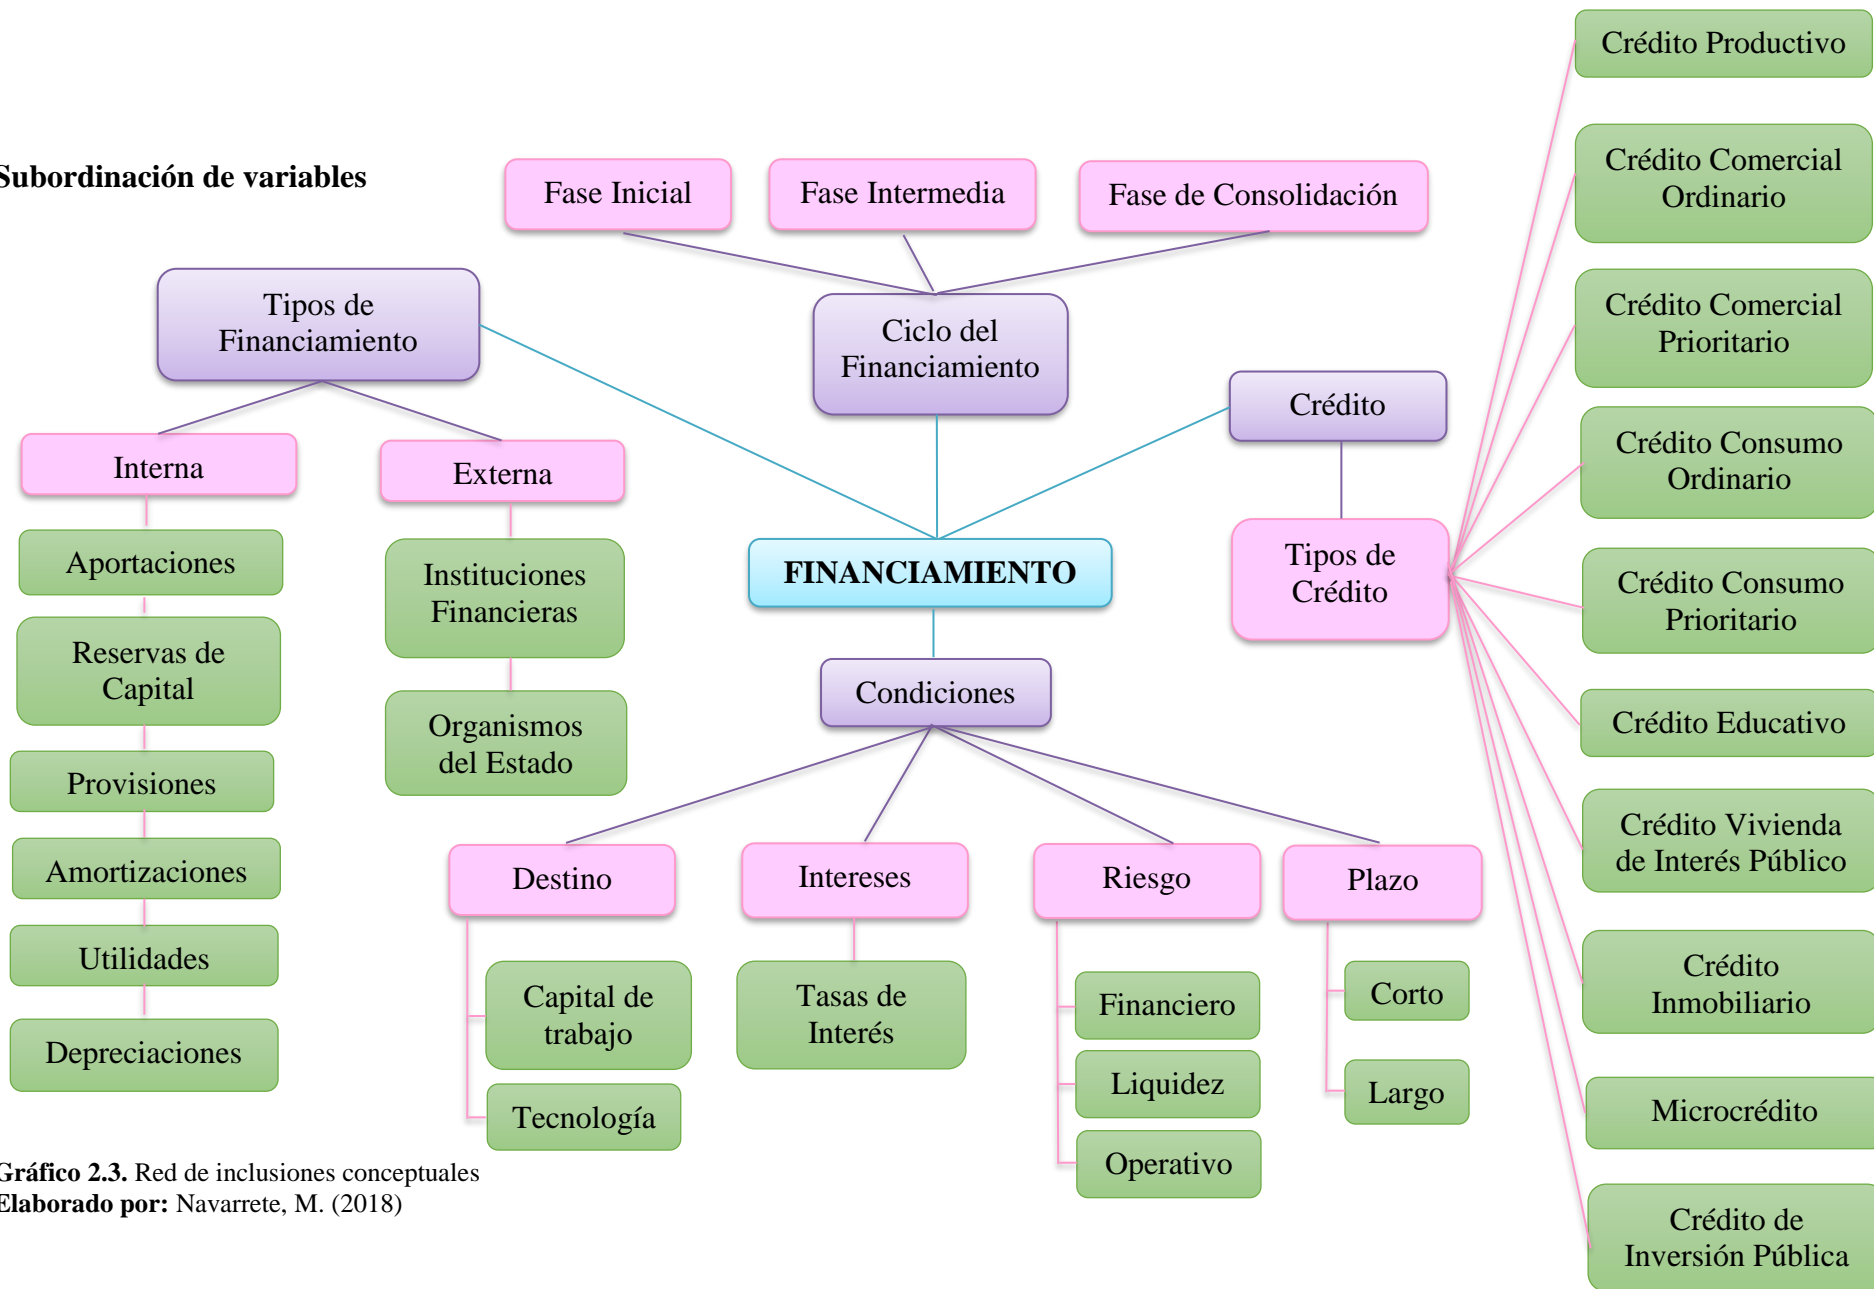 Subordinación de variables
Fase Inicial
Fase Intermedia
Fase de Consolidación
Tipos de
Financiamiento
Ciclo del
Financiamiento
Crédito
Interna
Externa
Aportaciones
Reservas de
Capital
Provisiones
Amortizaciones
Utilidades
Depreciaciones
Instituciones
Financieras
Organismos
del Estado
FINANCIAMIENTO
Tipos de
Crédito
Condiciones
Destino
Intereses
Riesgo
Plazo
Capital de
trabajo
Tecnología
Tasas de
Interés
Financiero
Liquidez
Operativo
Corto
Largo
Crédito Productivo
Crédito Comercial
Ordinario
Crédito Comercial
Prioritario
Crédito Consumo
Ordinario
Crédito Consumo
Prioritario
Crédito Educativo
Crédito Vivienda
de Interés Público
Crédito
Inmobiliario
Microcrédito
Crédito de
Inversión Pública
Gráfico 2.3. Red de inclusiones conceptuales
Elaborado por: Navarrete, M. (2018)